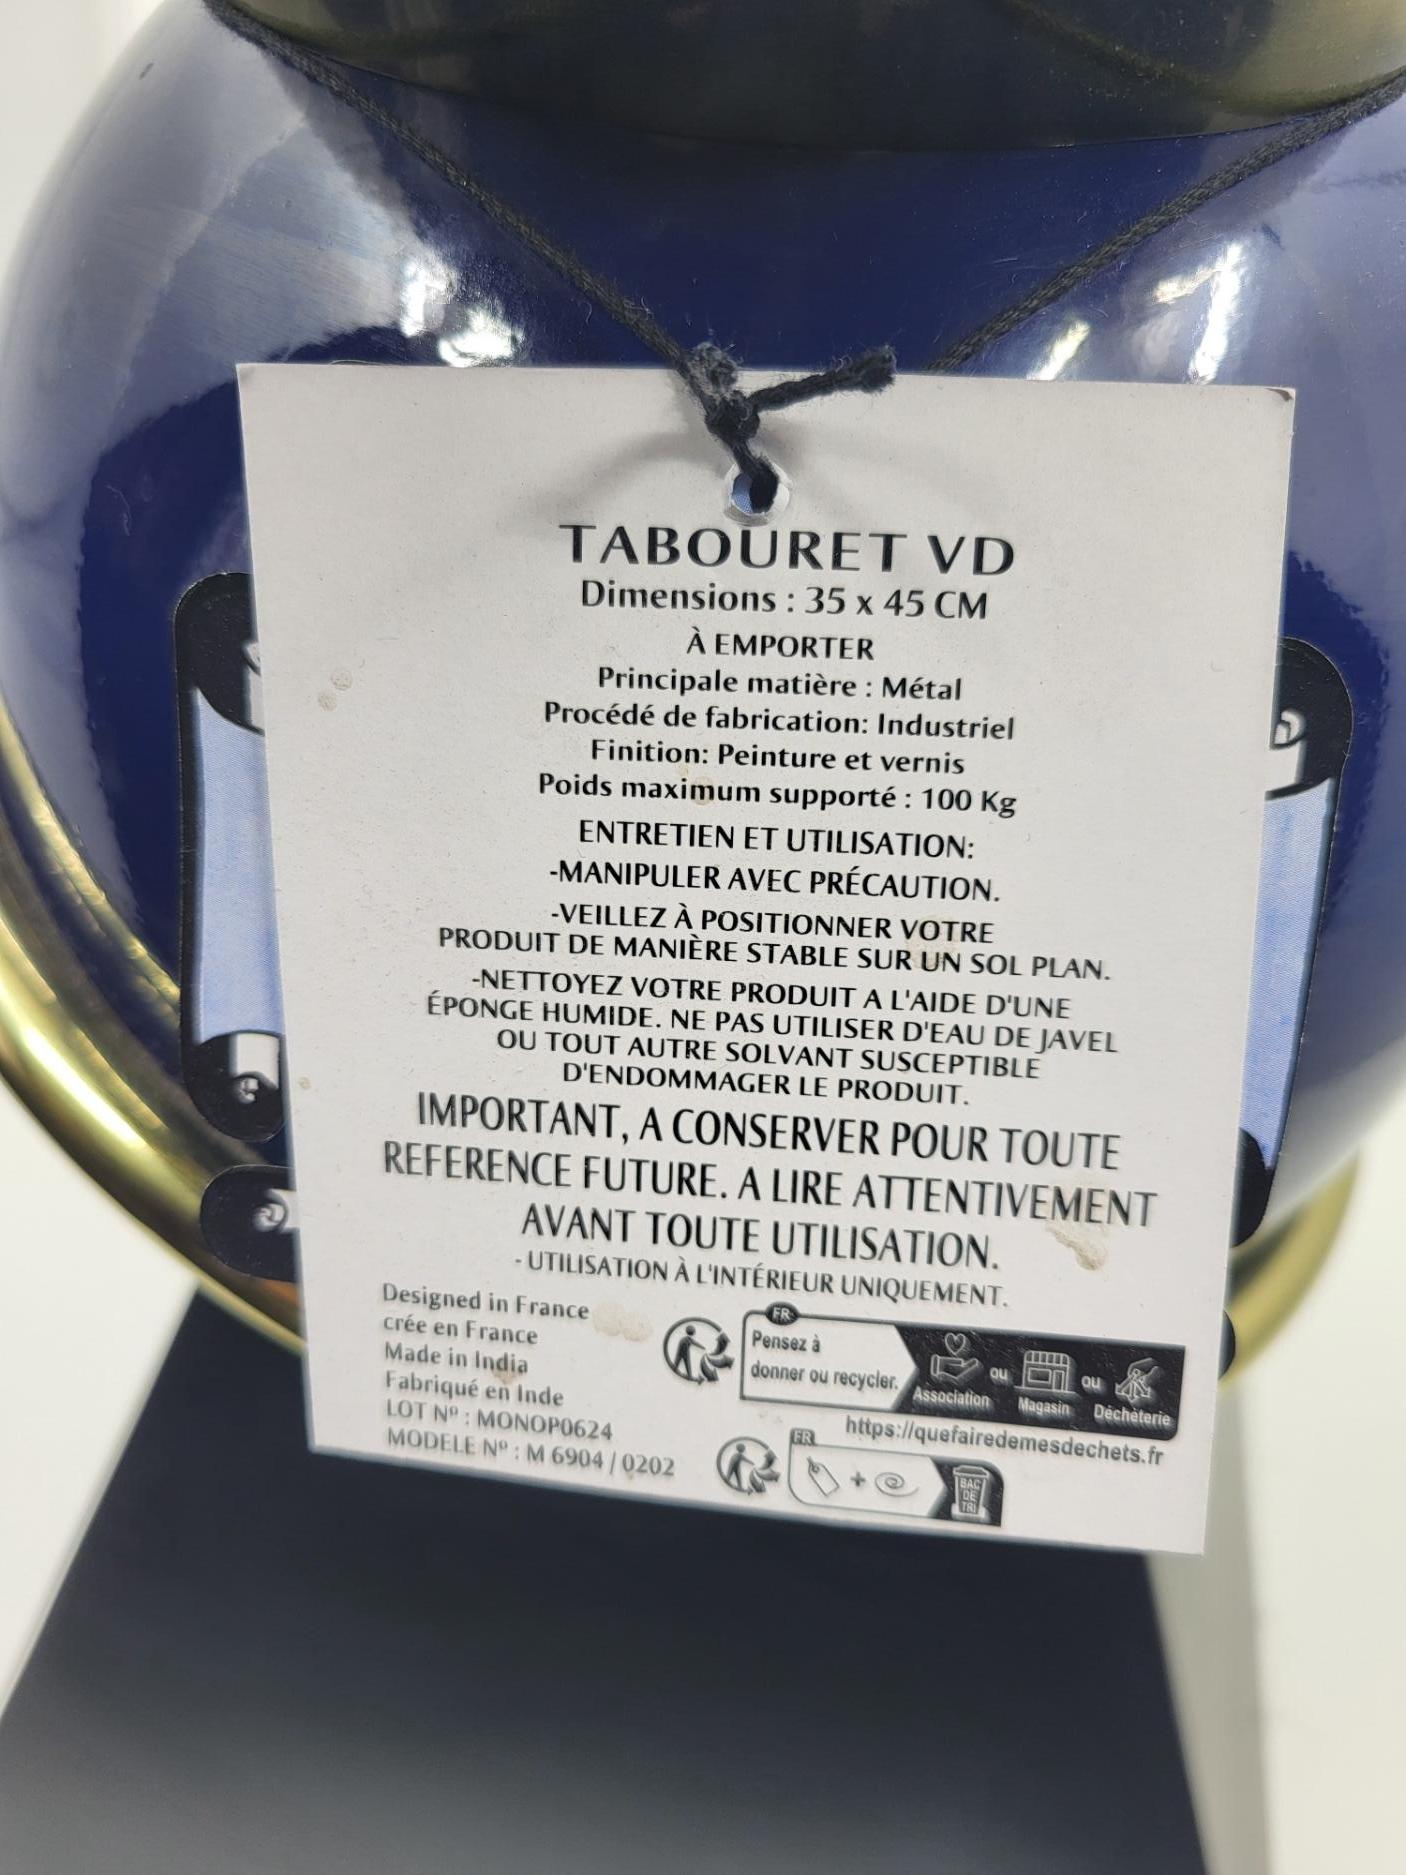 TABOURET VD
Dimensions : 35 x 45 CM
À EMPORTER
Principale matière : Métal
Procédé de fabrication: Industriel
Finition: Peinture et vernis
Poids maximum supporté : 100 Kg
ENTRETIEN ET UTILISATION:
-MANIPULER AVEC PRÉCAUTION.
-VEILLEZ À POSITIONNER VOTRE
PRODUIT DE MANIÈRE STABLE SUR UN SOL PLAN.
-NETTOYEZ VOTRE PRODUIT A L'AIDE D'UNE
ÉPONGE HUMIDE. NE PAS UTILISER D'EAU DE JAVEL
OU TOUT AUTRE SOLVANT SUSCEPTIBLE
D'ENDOMMAGER LE PRODUIT.
IMPORTANT, A CONSERVER POUR TOUTE
REFERENCE FUTURE. A LIRE ATTENTIVEMENT
AVANT TOUTE UTILISATION.
- UTILISATION À L'INTÉRIEUR UNIQUEMENT.
Designed in France
crée en France
Made in India
Fabriqué en Inde
LOT Nº : MONOP0624
MODELE Nº : M 6904 / 0202
FR
Pensez à
donner ou recycler.
Association
ou
Magasin
ou
Déchèterie
https://quefairedemesdechets.fr
FR
+
BAC
DE
TRI